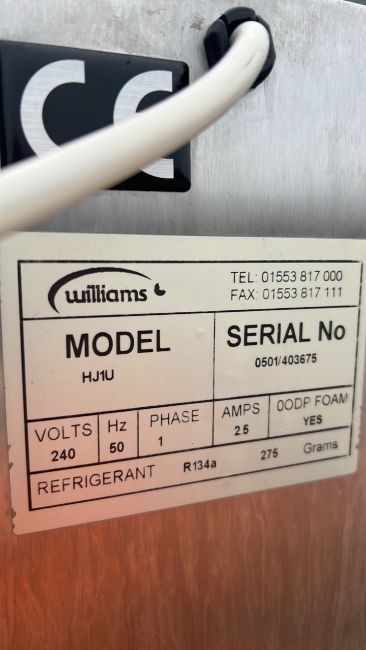 CE
williams
TEL: 01553 817 000
FAX: 01553 817 111
MODEL
HJ1U
SERIAL No
0501/403675
VOLTS 240
Hz 50
PHASE 1
AMPS 2.5
0ODP FOAM YES
REFRIGERANT R134a 275 Grams